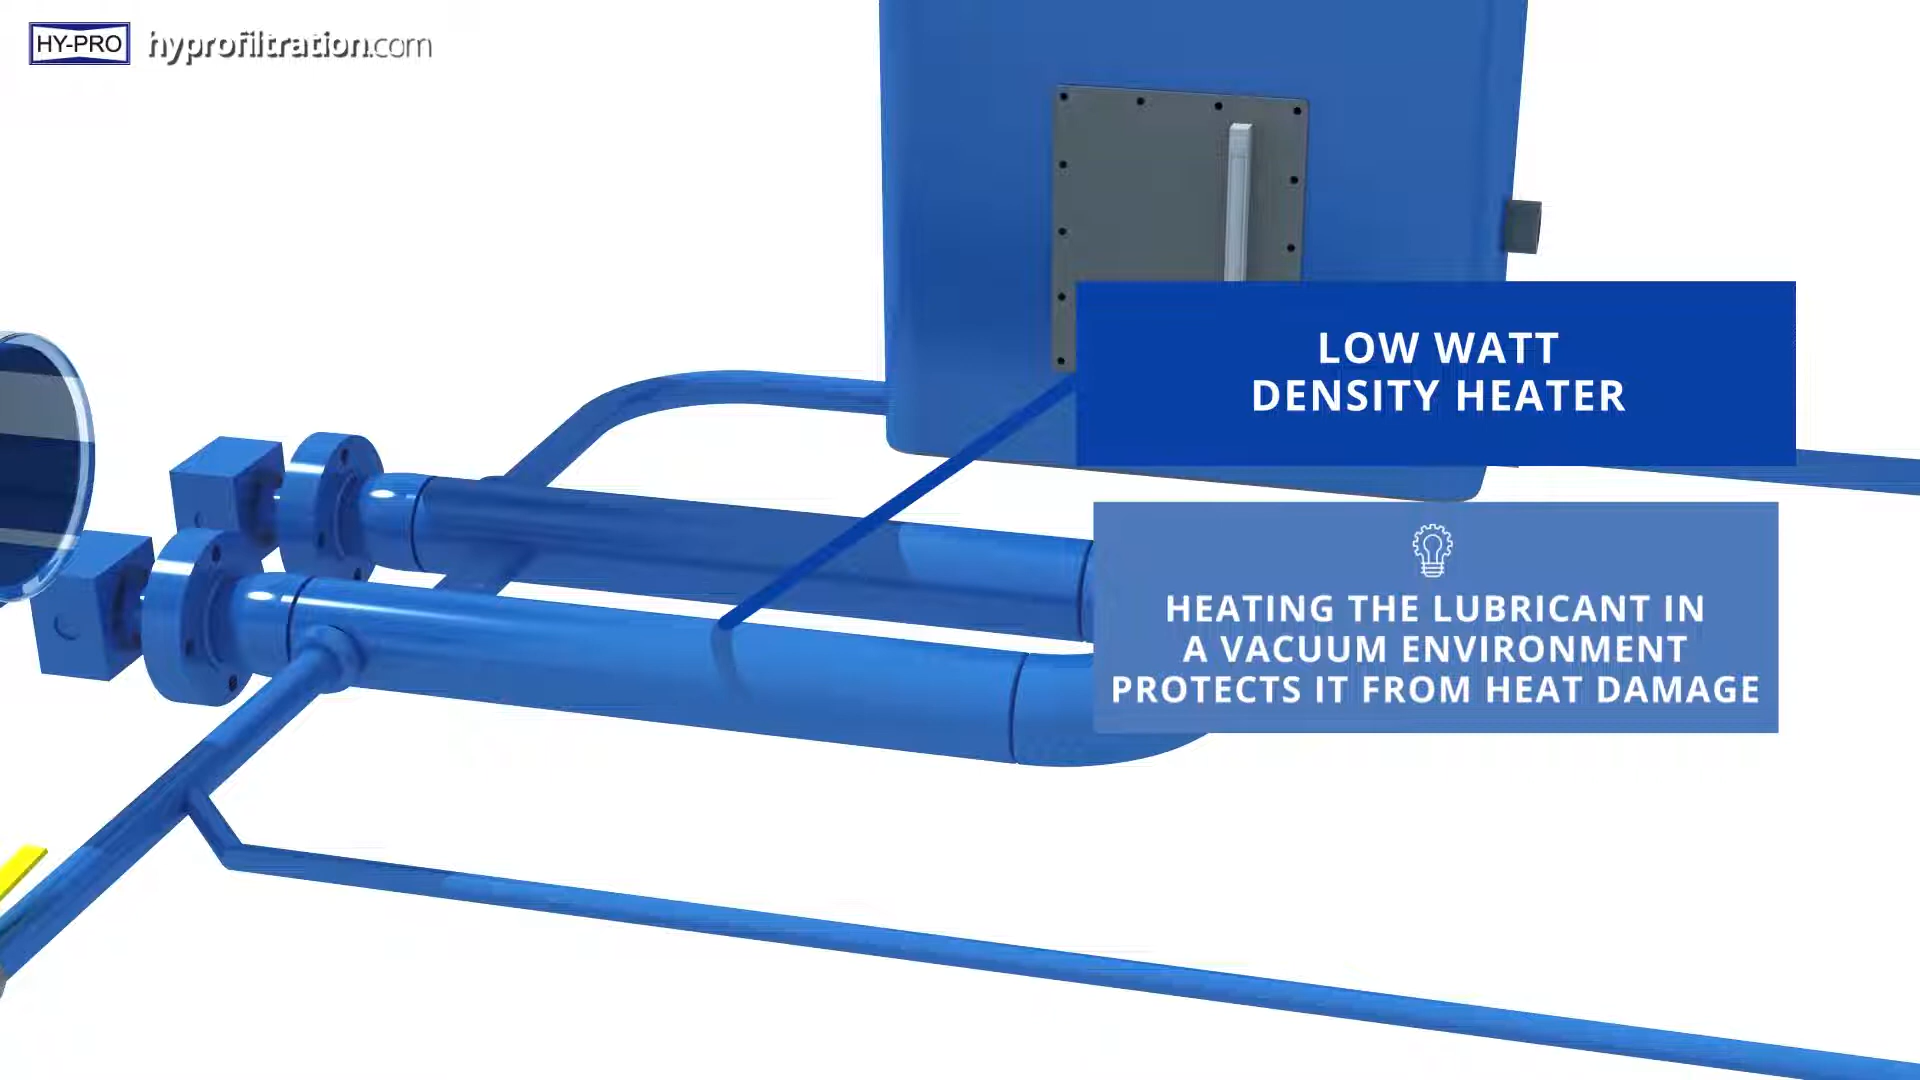 HY-PRO hyprofiltration.com
LOW WATT
DENSITY HEATER
HEATING THE LUBRICANT IN
A VACUUM ENVIRONMENT
PROTECTS IT FROM HEAT DAMAGE